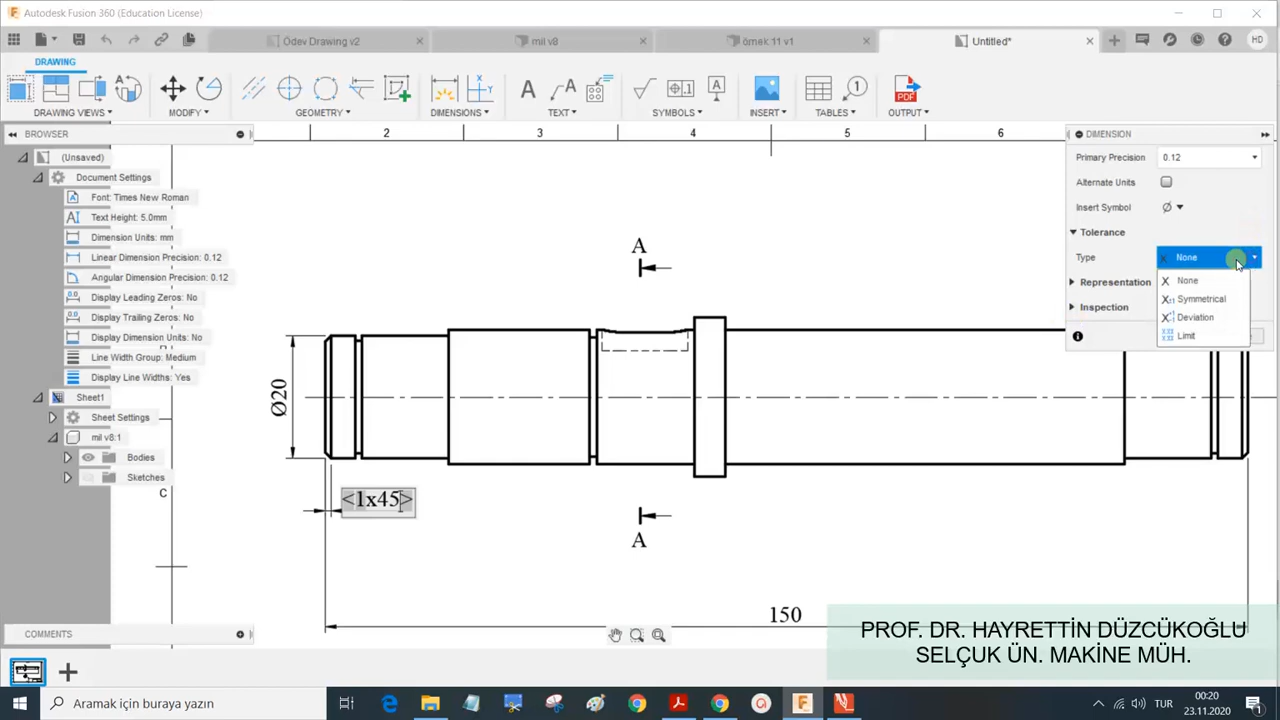 Autodesk Fusion 360 (Education License)
Ödev Drawing v2
mil v8
örnek 11 v1
Untitled*
HD
DRAWING
DRAWING VIEWS
MODIFY
GEOMETRY
DIMENSIONS
TEXT
SYMBOLS
INSERT
TABLES
OUTPUT
PDF
BROWSER
2
3
4
5
6
DIMENSION
(Unsaved)
Primary Precision
0.12
Document Settings
Alternate Units
Font: Times New Roman
Insert Symbol
Ø
Text Height: 5.0mm
Tolerance
Dimension Units: mm
Type
None
Linear Dimension Precision: 0.12
None
Angular Dimension Precision: 0.12
Representation
Symmetrical
Display Leading Zeros: No
Inspection
Deviation
Display Trailing Zeros: No
Limit
Display Dimension Units: No
Line Width Group: Medium
Display Line Widths: Yes
Sheet1
Sheet Settings
mil v8:1
Bodies
Sketches
C
A
Ø20
<1x45>
A
150
COMMENTS
PROF. DR. HAYRETTİN DÜZCÜKOĞLU
SELÇUK ÜN. MAKİNE MÜH.
Aramak için buraya yazın
TUR
00:20
23.11.2020
1